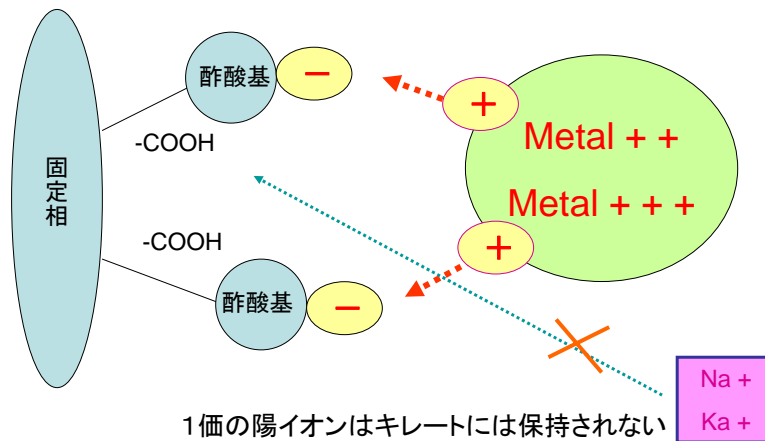 酢酸基
－
＋
-COOH
Metal + +
Metal + + +
固定相
-COOH
＋
酢酸基
－
Na +
Ka +
１価の陽イオンはキレートには保持されない